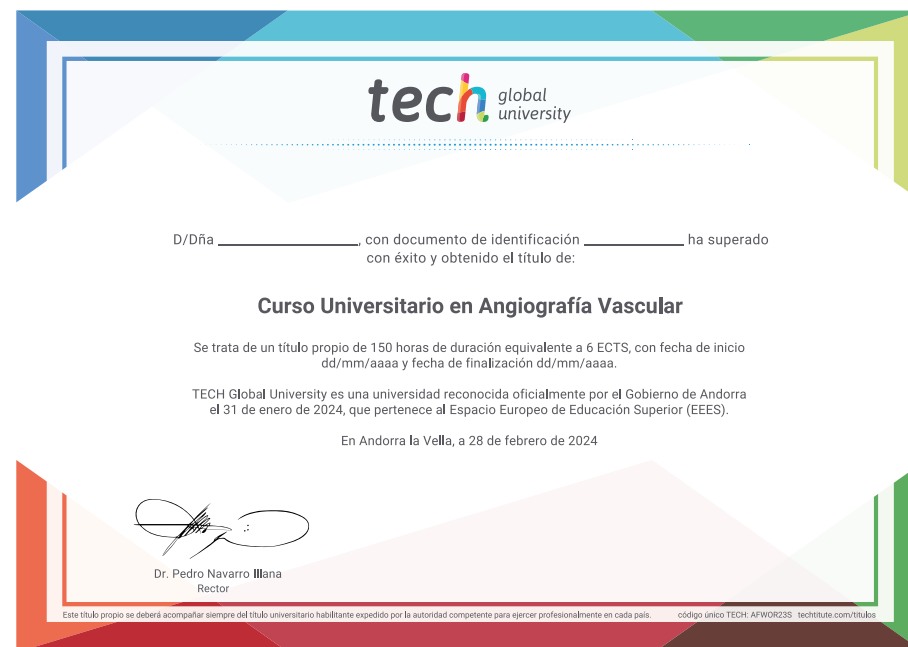 tech global university
D/Dña ____________, con documento de identificación ____________ ha superado
con éxito y obtenido el título de:
Curso Universitario en Angiografía Vascular
Se trata de un título propio de 150 horas de duración equivalente a 6 ECTS, con fecha de inicio
dd/mm/aaaa y fecha de finalización dd/mm/aaaa.
TECH Global University es una universidad reconocida oficialmente por el Gobierno de Andorra
el 31 de enero de 2024, que pertenece al Espacio Europeo de Educación Superior (EEES).
En Andorra la Vella, a 28 de febrero de 2024
Dr. Pedro Navarro Illana
Rector
Este título propio se deberá acompañar siempre del título universitario habilitante expedido por la autoridad competente para ejercer profesionalmente en cada país. código único TECH: AFWOR23S techtitute.com/titulos